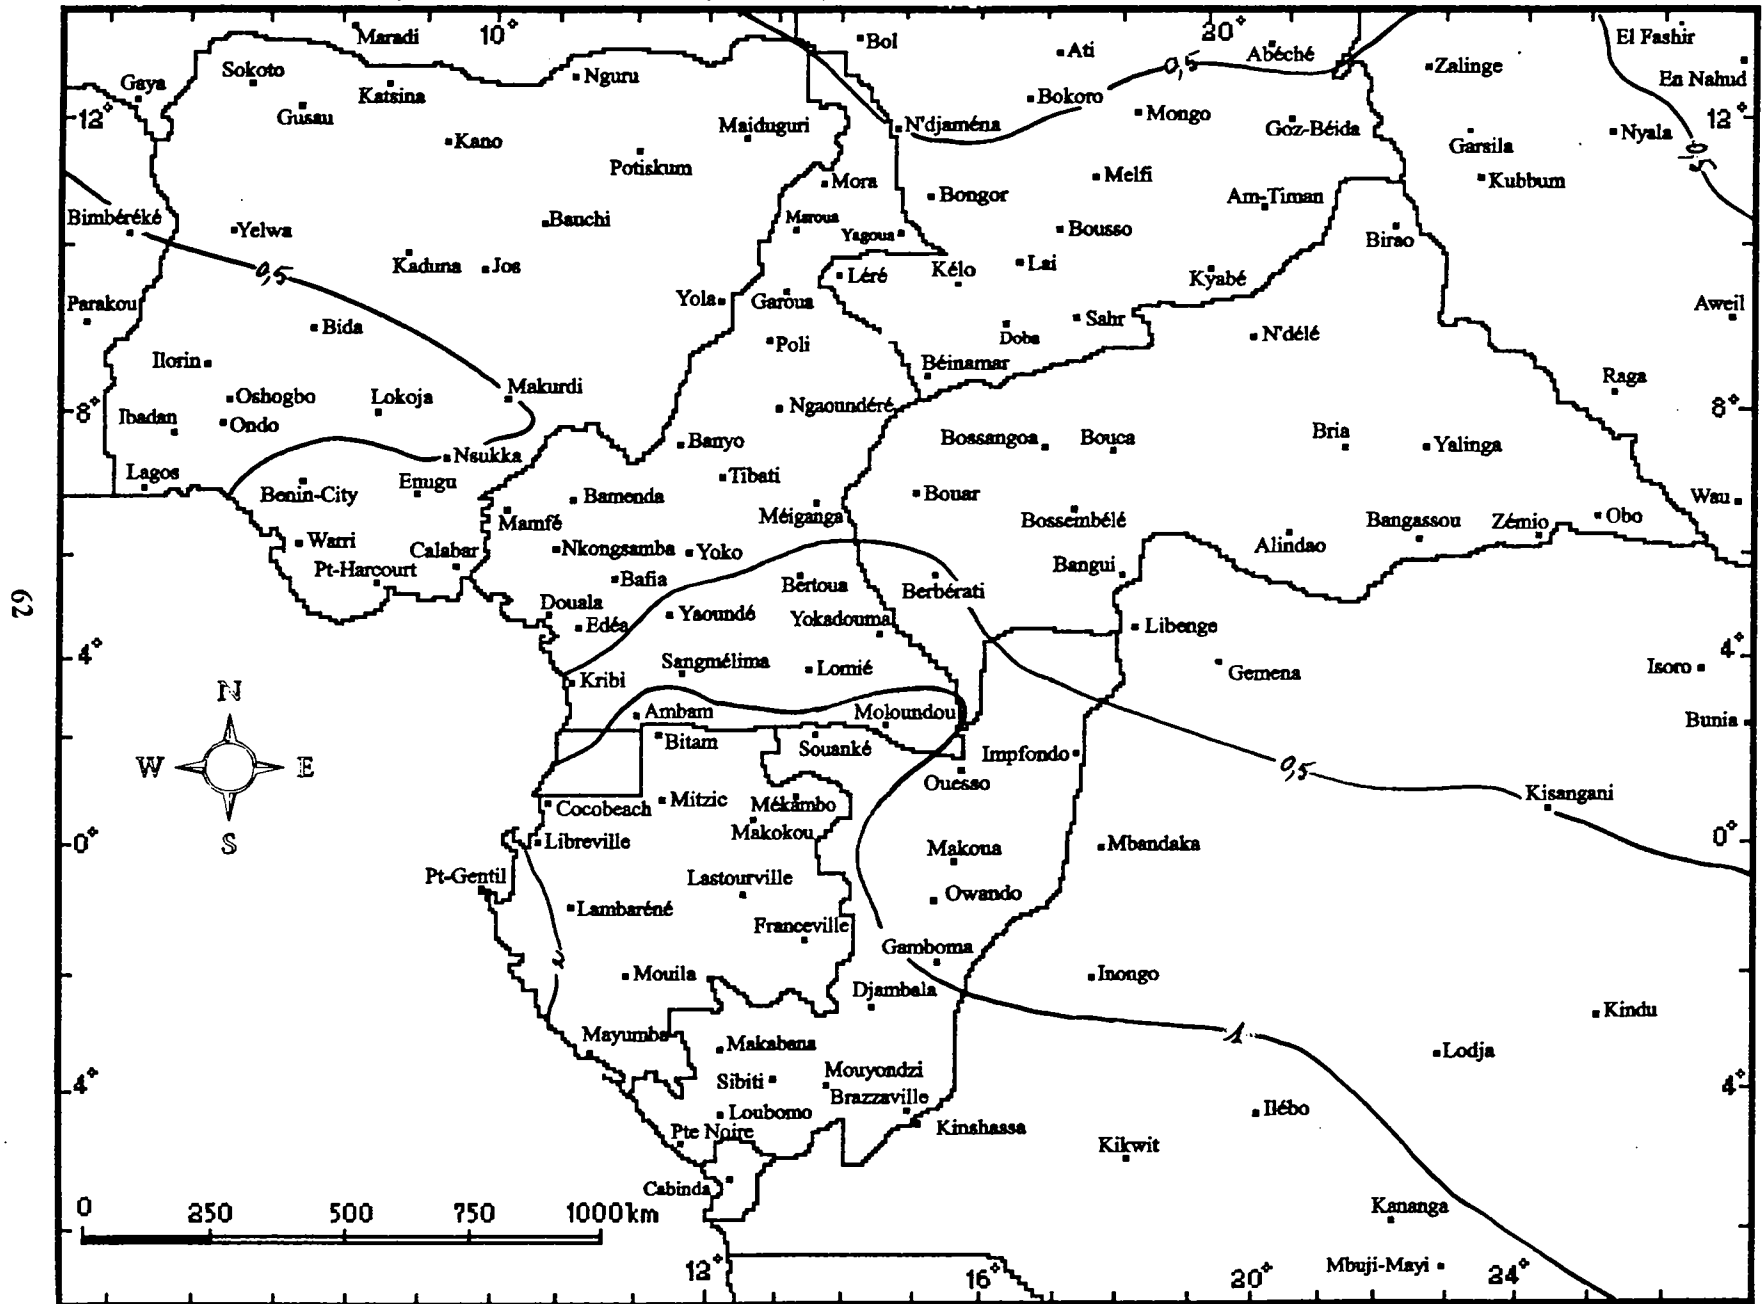 Maradi 10° Bol Ati 20° Abéché El Fashir
Gaya Sokoto Nguru 0,5 Zalinge En Nahud
Katsina Bokoro
12° Gusau Maiduguri N'djaména Mongo Goz-Béida Garsila Nyala 12°
Kano Potiskum 0,5
Mora Bongor Melfi Am-Timan Kubbum
Bimbéréké Yelwa Bauchi Maroua Yagoua Bousso Birao
Kaduna Jos 0,5 Léré Kélo Lai Kyabé
Parakou Yola Garoua Aweil
Bida Poli Doba Sahr N'délé
Ilorin Béinamar
Makurdi Raga
8° Oshogbo Lokoja Ngaoundéré 8°
Ibadan Ondo Banyo Bossangoa Bouca Bria Yalinga
Nsukka
Lagos Enugu Tibati
Benin-City Bamenda Bouar Wau
Mamfé Méiganga Bossembélé Bangassou Zémio Obo
Warri Calabar Nkongsamba Yoko Alindao
Pt-Harcourt Bafia Bertoua Berbérati Bangui
62
Douala Edéa Yaoundé Yokadouma Libenge
4° Sangmélima Lomié Gemena Isoro 4°
Kribi
N Ambam Moloundou Bunia
Bitam Souanké Impfondo
W E 0,5
Ouesso
Cocobeach Mitzic Mékambo Kisangani
S Makokou
0° Libreville Makoua Mbandaka 0°
Pt-Gentil Lastourville Owando
Lambaréné Franceville
2 Gamboma
Mouila Djambala Inongo
Kindu
Mayumba Makabana 1 Lodja
4° Sibiti Mouyondzi 4°
Brazzaville
Loubomo Ilébo
Pte Noire Kinshassa
Kikwit
Cabinda
0 250 500 750 1000km Kananga
12° 16° 20° Mbuji-Mayi 24°